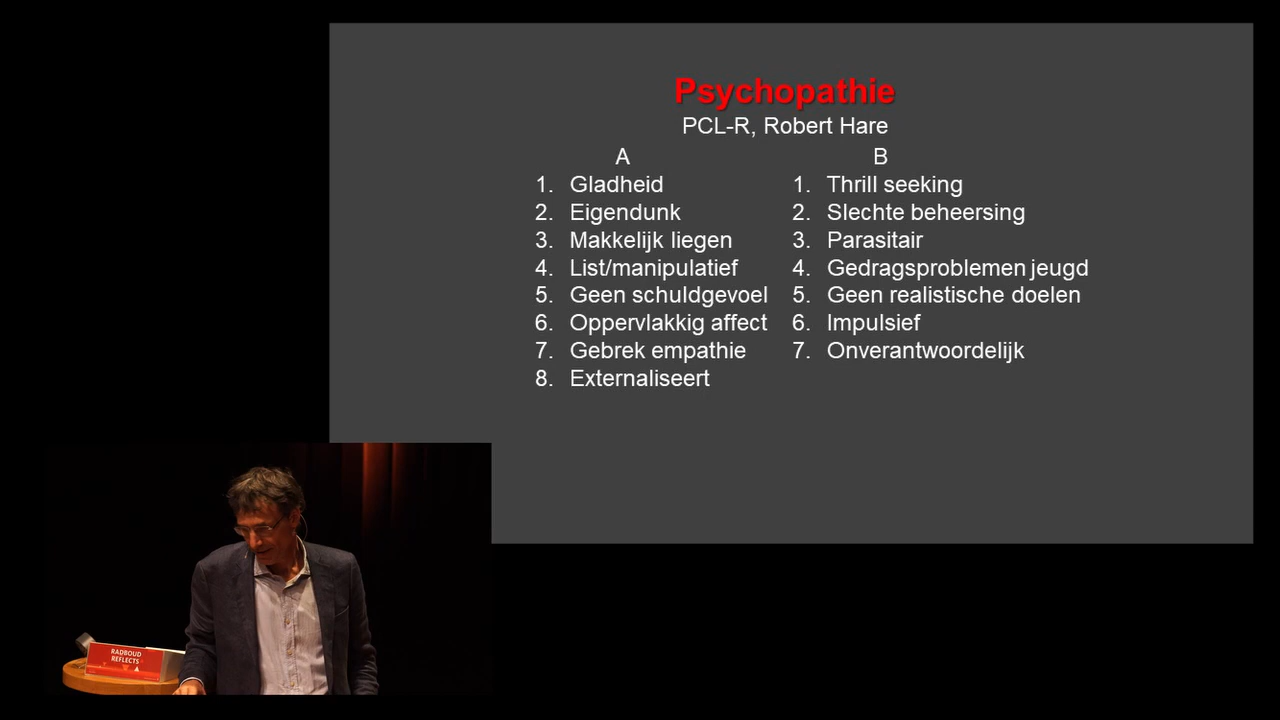 Psychopathie
PCL-R, Robert Hare
A
1. Gladheid
2. Eigendunk
3. Makkelijk liegen
4. List/manipulatief
5. Geen schuldgevoel
6. Oppervlakkig affect
7. Gebrek empathie
8. Externaliseert
B
1. Thrill seeking
2. Slechte beheersing
3. Parasitair
4. Gedragsproblemen jeugd
5. Geen realistische doelen
6. Impulsief
7. Onverantwoordelijk
RADBOUD
REFLECTS